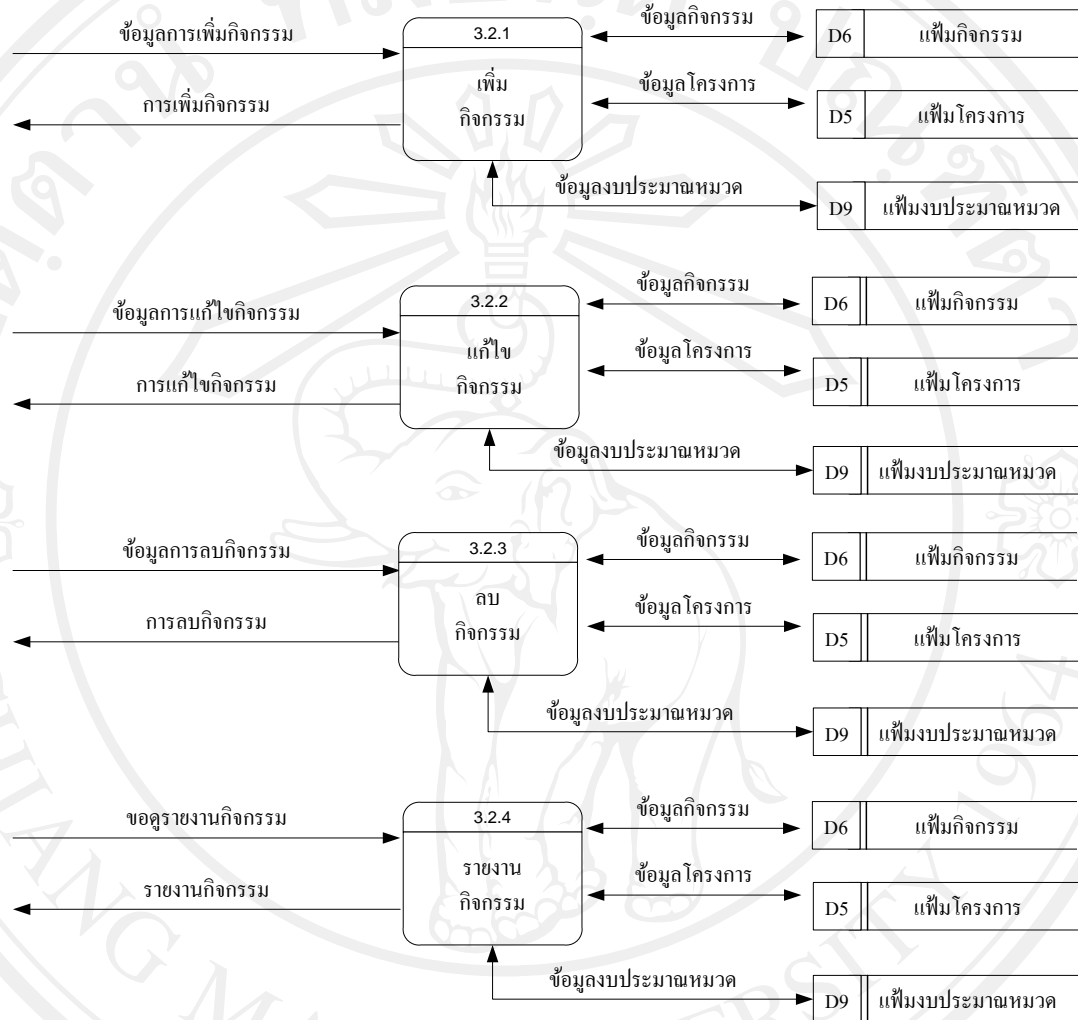 ข้อมูลการเพิ่มกิจกรรม
การเพิ่มกิจกรรม
3.2.1
เพิ่ม
กิจกรรม
ข้อมูลกิจกรรม
D6 แฟ้มกิจกรรม
ข้อมูลโครงการ
D5 แฟ้มโครงการ
ข้อมูลงบประมาณหมวด
D9 แฟ้มงบประมาณหมวด
ข้อมูลการแก้ไขกิจกรรม
การแก้ไขกิจกรรม
3.2.2
แก้ไข
กิจกรรม
ข้อมูลกิจกรรม
D6 แฟ้มกิจกรรม
ข้อมูลโครงการ
D5 แฟ้มโครงการ
ข้อมูลงบประมาณหมวด
D9 แฟ้มงบประมาณหมวด
ข้อมูลการลบกิจกรรม
การลบกิจกรรม
3.2.3
ลบ
กิจกรรม
ข้อมูลกิจกรรม
D6 แฟ้มกิจกรรม
ข้อมูลโครงการ
D5 แฟ้มโครงการ
ข้อมูลงบประมาณหมวด
D9 แฟ้มงบประมาณหมวด
ขอดูรายงานกิจกรรม
รายงานกิจกรรม
3.2.4
รายงาน
กิจกรรม
ข้อมูลกิจกรรม
D6 แฟ้มกิจกรรม
ข้อมูลโครงการ
D5 แฟ้มโครงการ
ข้อมูลงบประมาณหมวด
D9 แฟ้มงบประมาณหมวด
1964